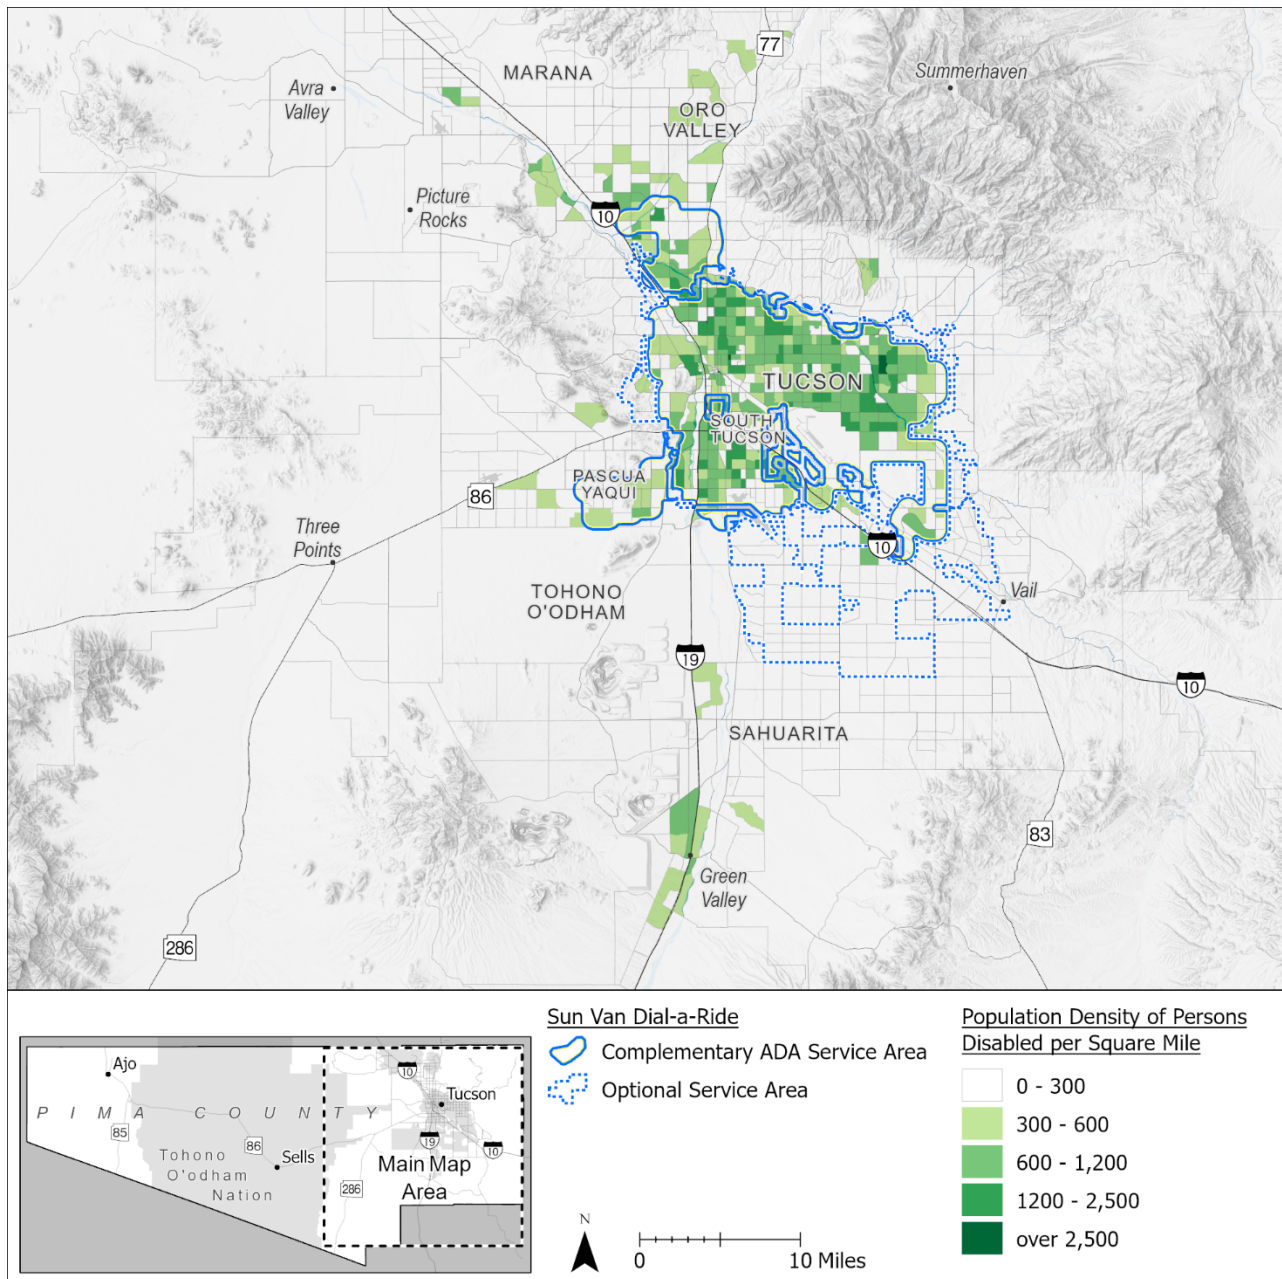 77
MARANA
Summerhaven
Avra
Valley
ORO
VALLEY
Picture
Rocks
10
TUCSON
SOUTH
TUCSON
PASCUA
YAQUI
86
Three
Points
10
TOHONO
O'ODHAM
Vail
19
10
SAHUARITA
83
Green
Valley
286
Sun Van Dial-a-Ride
Complementary ADA Service Area
Optional Service Area
Population Density of Persons
Disabled per Square Mile
0 - 300
300 - 600
600 - 1,200
1200 - 2,500
over 2,500
Ajo
10
Tucson
PIMA COUNTY
85
86
19
10
Sells
Tohono
O'odham
Nation
Main Map
Area
286
N
0 10 Miles